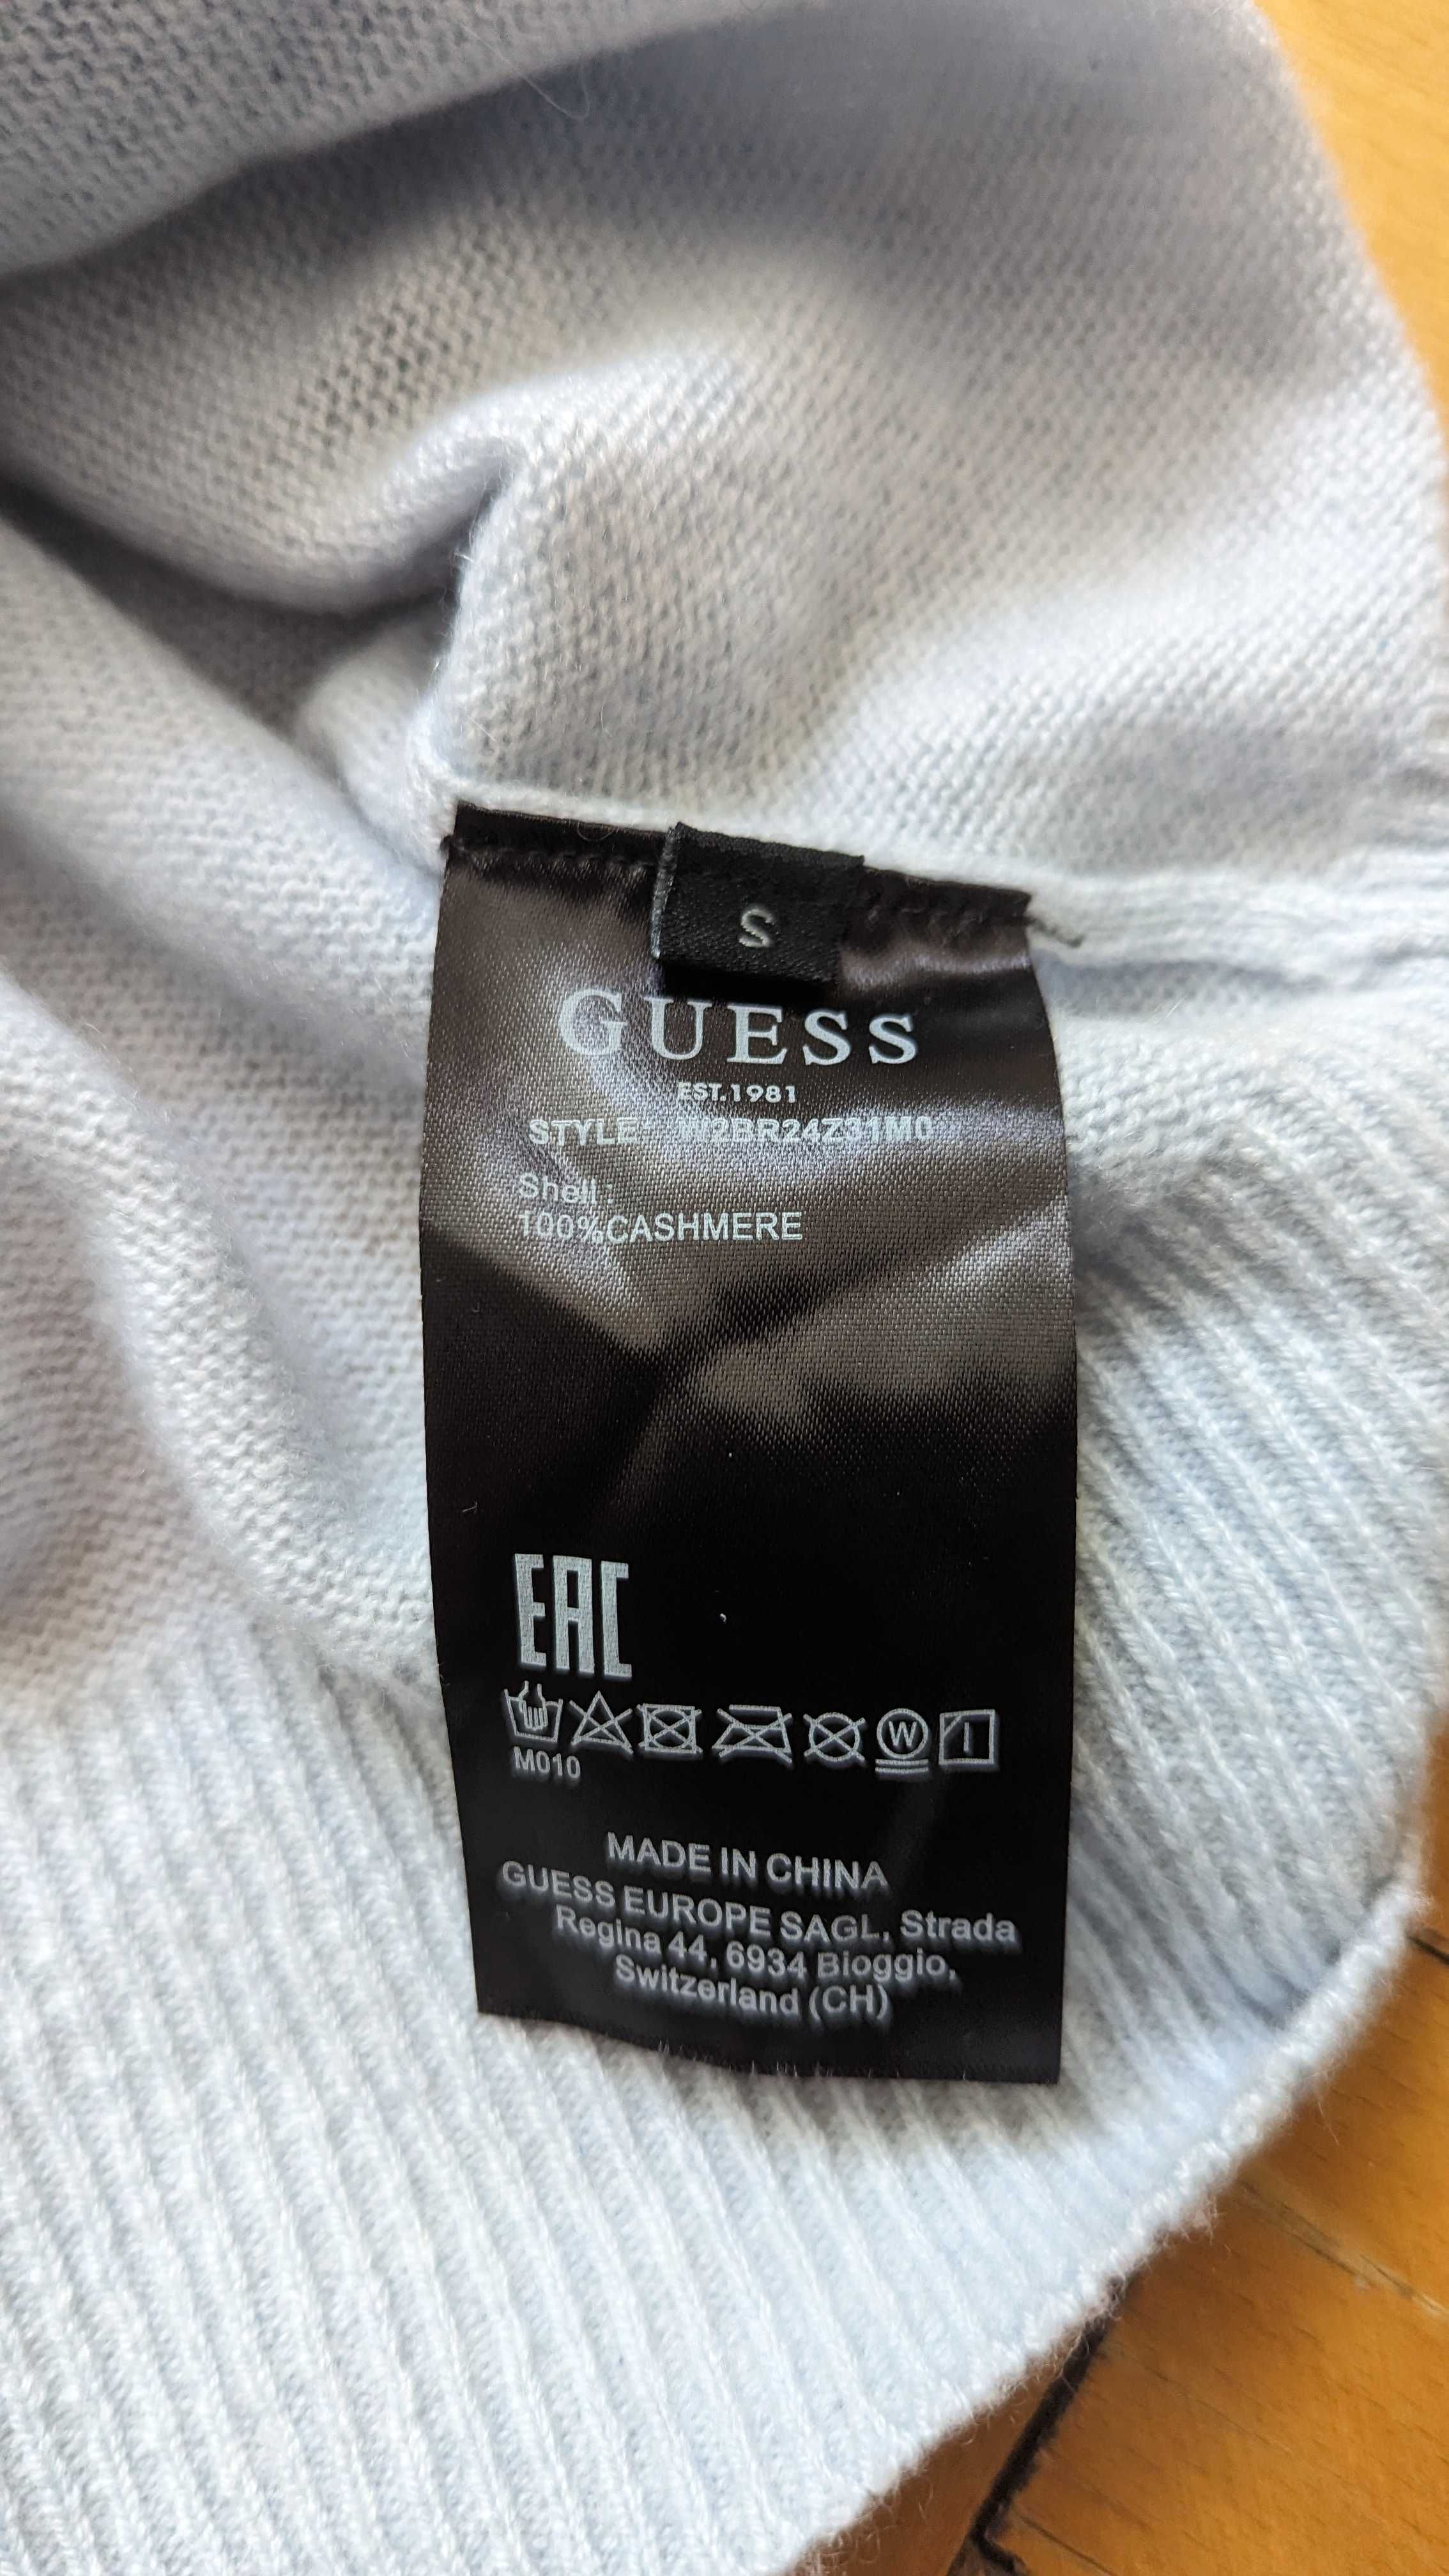 S
GUESS
EST.1981
STYLE: W2BR24Z31M0
Shell :
100%CASHMERE
EAC
W
M010
MADE IN CHINA
GUESS EUROPE SAGL, Strada
Regina 44, 6934 Bioggio,
Switzerland (CH)